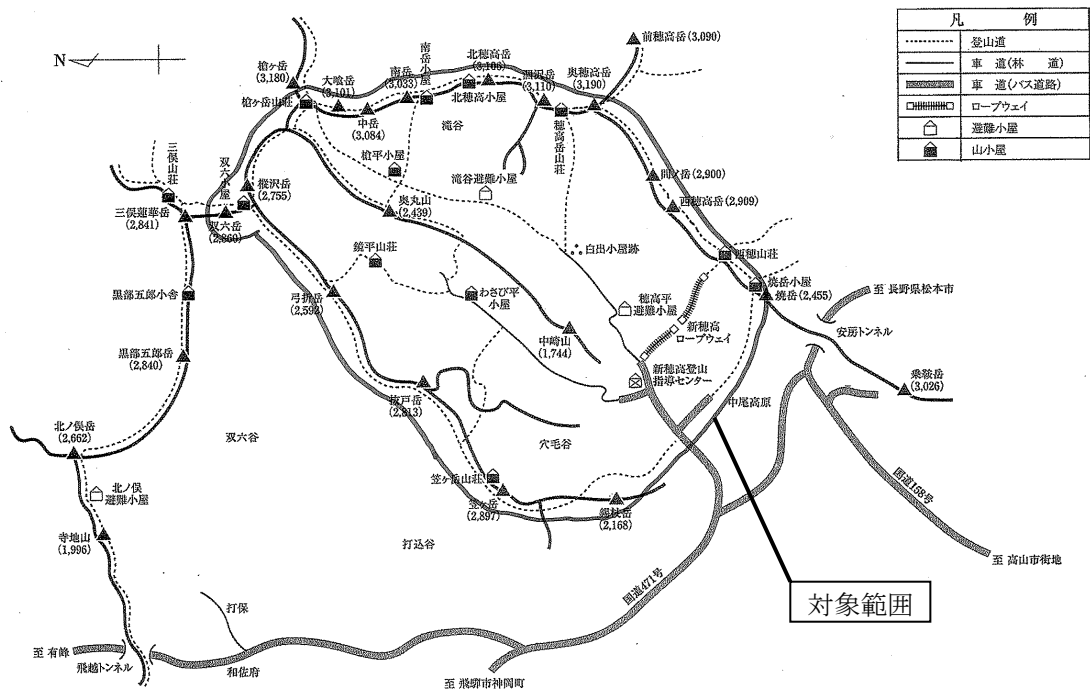 凡 例
登山道
車 道(林 道)
車 道(バス道路)
ロープウェイ
避難小屋
山小屋
N
槍ヶ岳
(3,180)
大喰岳
(3,101)
南岳
(3,033)
南岳小屋
北穂高岳
(3,106)
涸沢岳
(3,110)
奥穂高岳
(3,190)
前穂高岳(3,090)
槍ヶ岳山荘
中岳
(3,084)
北穂高小屋
滝谷
穂高岳山荘
三俣山荘
双六小屋
樅沢岳
(2,755)
槍平小屋
滝谷避難小屋
間ノ岳(2,900)
西穂高岳(2,909)
三俣蓮華岳
(2,841)
双六岳
(2,860)
奥丸山
(2,439)
白出小屋跡
西穂山荘
鏡平山荘
焼岳小屋
焼岳(2,455)
至 長野県松本市
黒部五郎小舎
弓折岳
(2,592)
わさび平
小屋
穂高平
避難小屋
新穂高
ロープウェイ
安房トンネル
中崎山
(1,744)
黒部五郎岳
(2,840)
新穂高登山
指導センター
乗鞍岳
(3,026)
抜戸岳
(2,813)
中尾高原
北ノ俣岳
(2,662)
双六谷
穴毛谷
北ノ俣
避難小屋
笠ヶ岳山荘
笠ヶ岳
(2,897)
錫杖岳
(2,168)
国道158号
寺地山
(1,996)
打込谷
至 高山市街地
国道471号
対象範囲
打保
至 有峰
飛越トンネル
和佐府
至 飛騨市神岡町